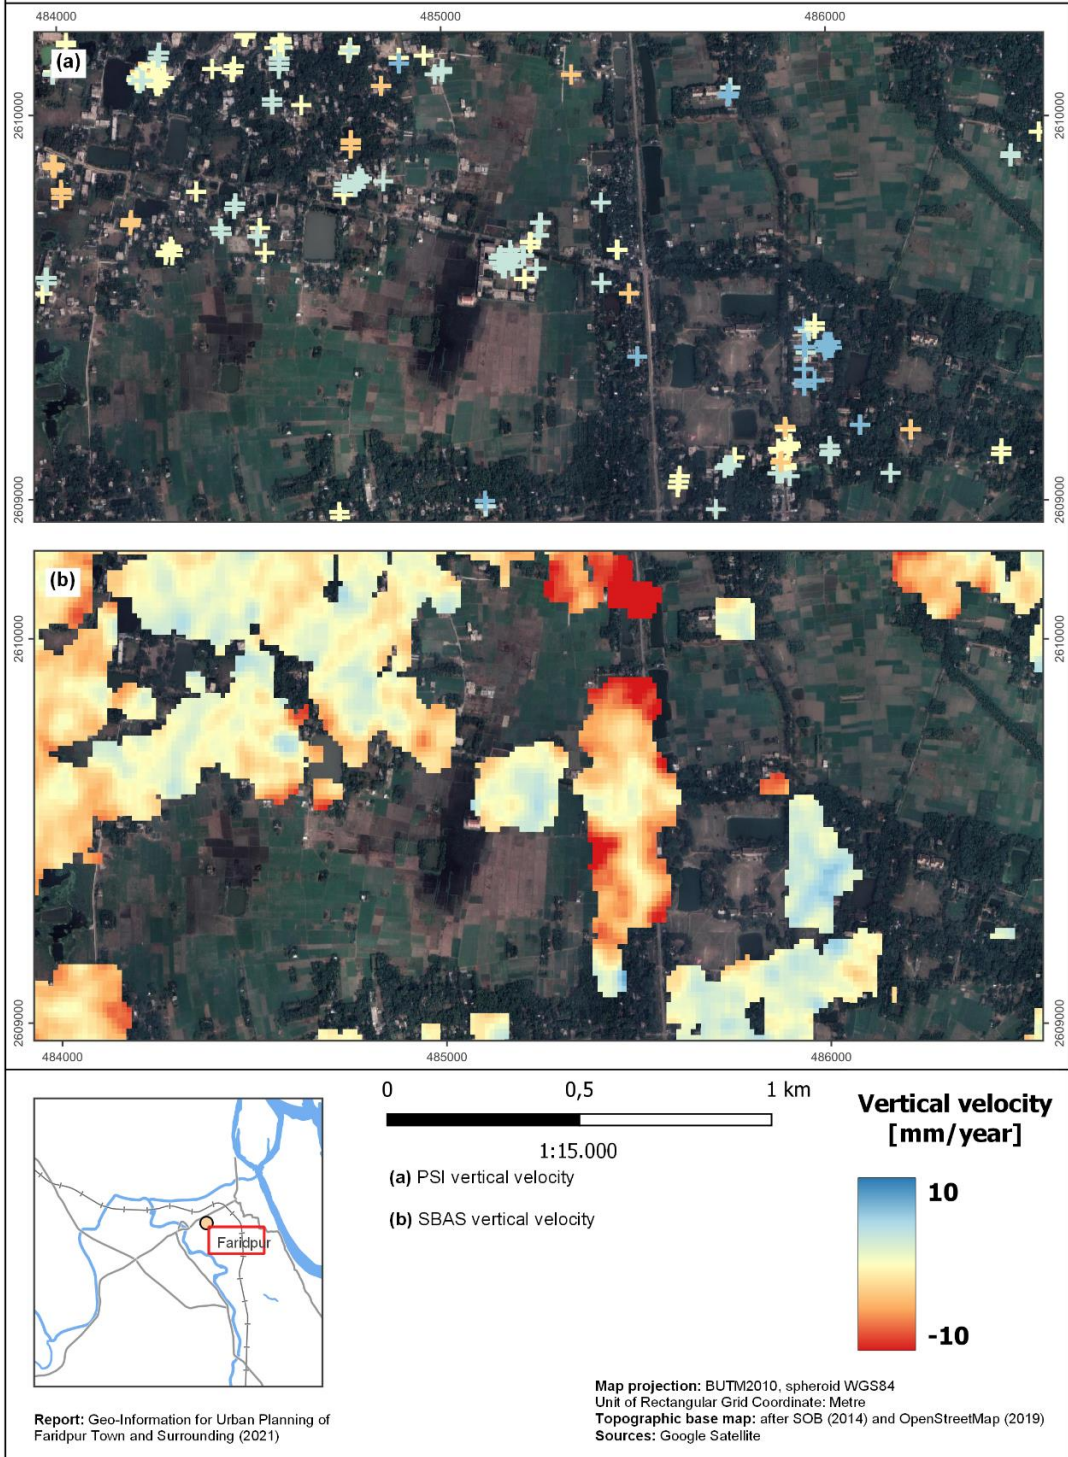 484000
485000
486000
(a)
2610000
2610000
2609000
2609000
(b)
2610000
2610000
2609000
2609000
484000
485000
486000
0
0,5
1 km
1:15.000
(a) PSI vertical velocity
(b) SBAS vertical velocity
Vertical velocity
[mm/year]
10
-10
Faridpur
Report: Geo-Information for Urban Planning of
Faridpur Town and Surrounding (2021)
Map projection: BUTM2010, spheroid WGS84
Unit of Rectangular Grid Coordinate: Metre
Topographic base map: after SOB (2014) and OpenStreetMap (2019)
Sources: Google Satellite